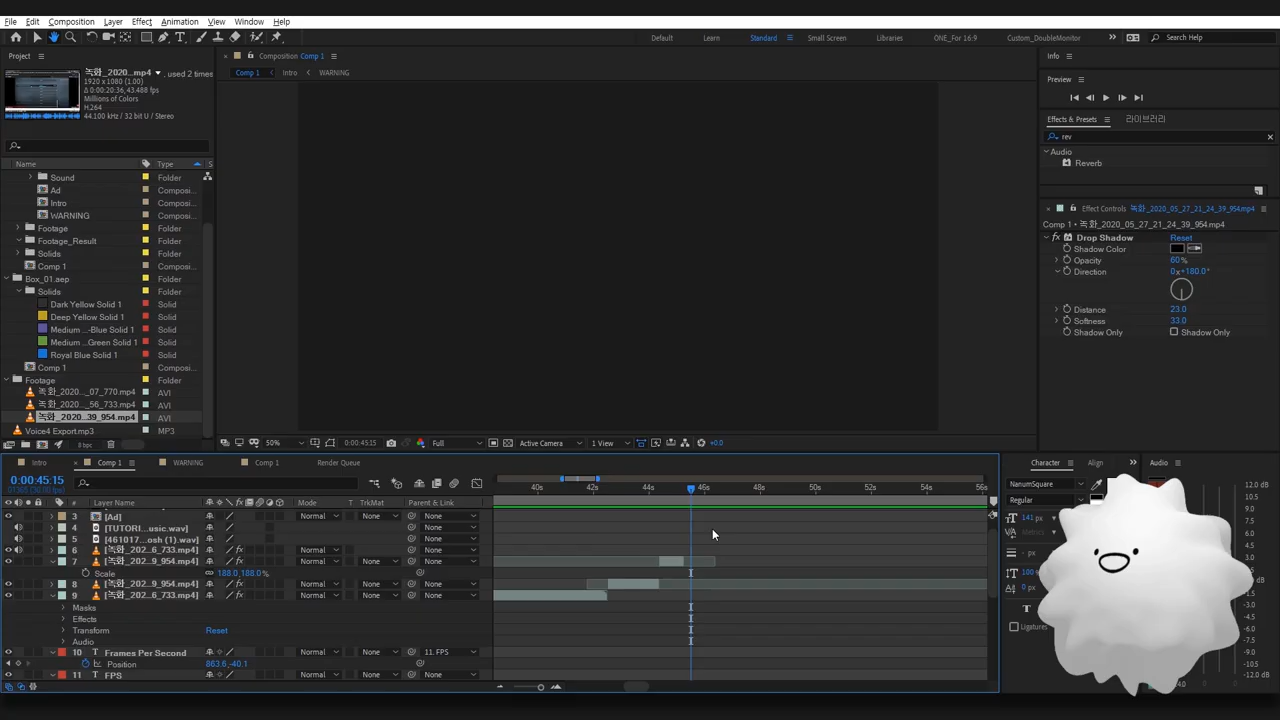 File Edit Composition Layer Effect Animation View Window Help
Default Learn Standard Small Screen Libraries ONE_For 16:9 Custom_DoubleMonitor Search Help
Project
녹화_2020...mp4 , used 2 times
1920 x 1080 (1.00)
Δ 0:00:20:36, 43.488 fps
Millions of Colors
H.264
44.100 kHz / 32 bit U / Stereo
Name Type S
Sound Folder
Ad Composi...
Intro Composi...
WARNING Composi...
Footage Folder
Footage_Result Folder
Solids Folder
Comp 1 Composi...
Box_01.aep Folder
Solids Folder
Dark Yellow Solid 1 Solid
Deep Yellow Solid 1 Solid
Medium ...-Blue Solid 1 Solid
Medium ...Green Solid 1 Solid
Royal Blue Solid 1 Solid
Comp 1 Composi...
Footage Folder
녹화_2020..._07_770.mp4 AVI
녹화_2020..._56_733.mp4 AVI
녹화_2020...39_954.mp4 AVI
Voice4 Export.mp3 MP3
8 bpc
Composition Comp 1
Comp 1 Intro WARNING
50% 0:00:45:15 Full Active Camera 1 View +0.0
Info
Preview
Effects & Presets 라이브러리
rev
Audio
Reverb
Effect Controls 녹화_2020_05_27_21_24_39_954.mp4
Comp 1 • 녹화_2020_05_27_21_24_39_954.mp4
fx Drop Shadow Reset
Shadow Color
Opacity 60%
Direction 0x+180.0°
Distance 23.0
Softness 33.0
Shadow Only Shadow Only
Intro Comp 1 WARNING Comp 1 Render Queue
0:00:45:15
40s 42s 44s 46s 48s 50s 52s 54s 56s
# Layer Name Mode T TrkMat Parent & Link
3 [Ad] Normal None None
4 [TUTORI...usic.wav] None
5 [461017...osh (1).wav] None
6 [녹화_202...6_733.mp4] Normal None None
7 [녹화_202...9_954.mp4] Normal None None
Scale 188.0,188.0%
8 [녹화_202...9_954.mp4] Normal None None
9 [녹화_202...6_733.mp4] Normal None None
Masks
Effects
Transform Reset
Audio
10 T Frames Per Second Normal None 11. FPS
Position 863.6,-40.1
11 T FPS Normal None None
Character Align Audio
NanumSquare
Regular
141 px
Metrics
100 %
0 px
T
Ligatures
12.0 dB
9.0
6.0
3.0
0.0 dB
-1.5
-3.0
-4.5
-6.0
-7.5
-9.0
-10.5
-12.0 dB